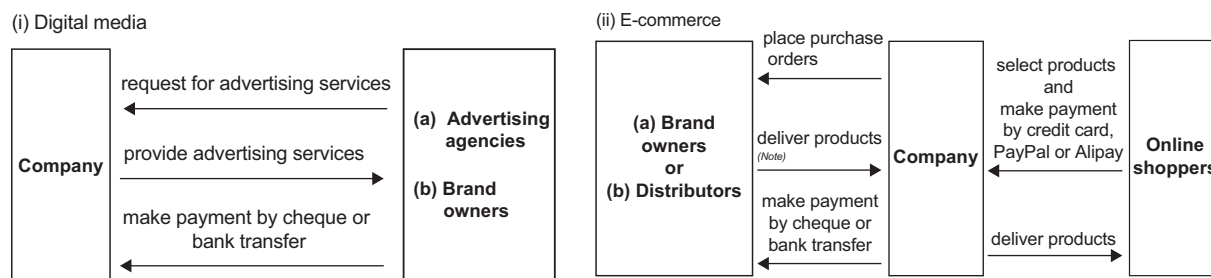 (i) Digital media
Company
request for advertising services
provide advertising services
make payment by cheque or
bank transfer
(a) Advertising
agencies
(b) Brand
owners
(ii) E-commerce
(a) Brand
owners
or
(b) Distributors
place purchase
orders
deliver products
(Note)
make payment
by cheque or
bank transfer
Company
select products
and
make payment
by credit card,
PayPal or Alipay
deliver products
Online
shoppers